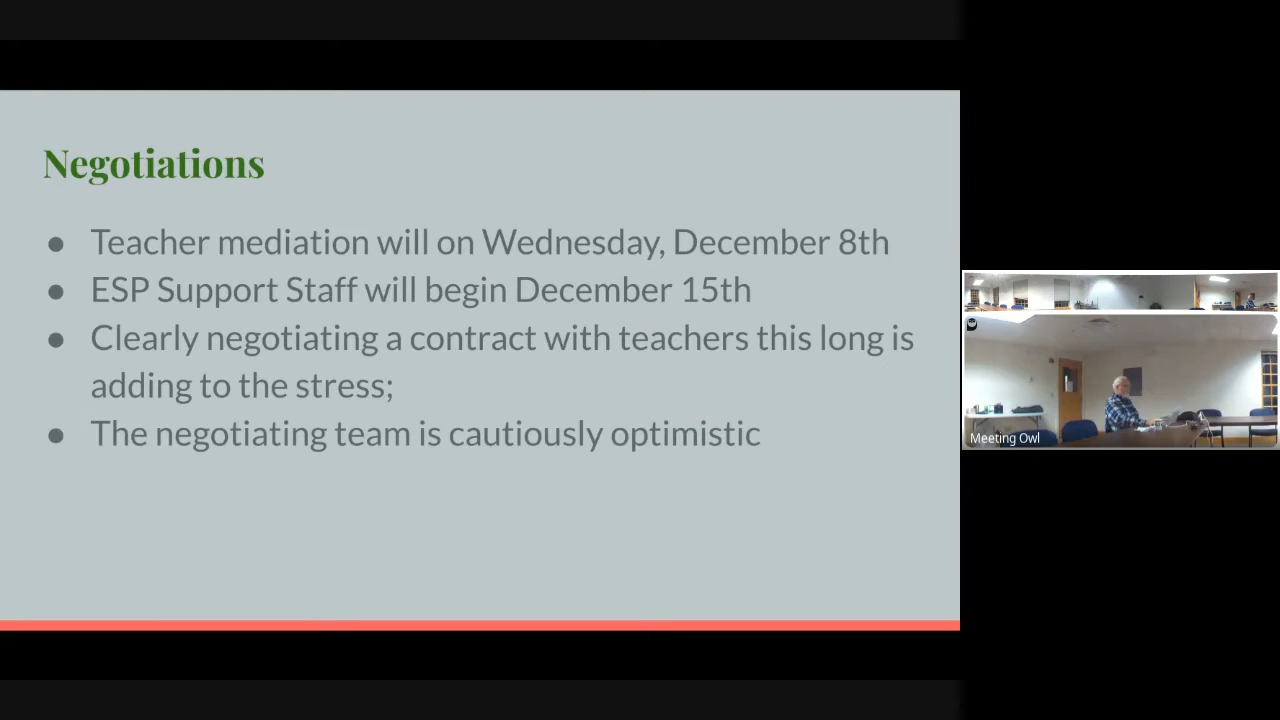 Negotiations
● Teacher mediation will on Wednesday, December 8th
● ESP Support Staff will begin December 15th
● Clearly negotiating a contract with teachers this long is
adding to the stress;
● The negotiating team is cautiously optimistic
Meeting Owl